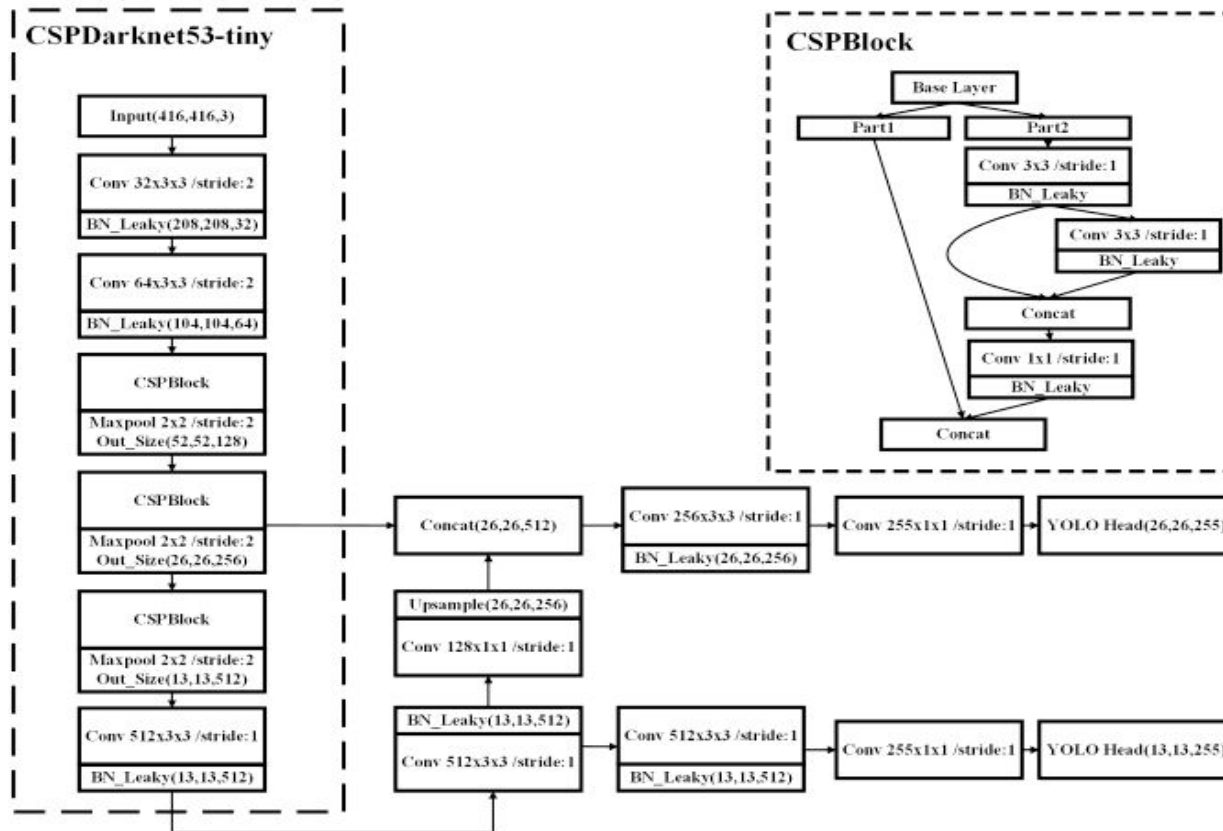 CSPDarknet53-tiny
Input(416,416,3)
Conv 32x3x3 /stride:2
BN_Leaky(208,208,32)
Conv 64x3x3 /stride:2
BN_Leaky(104,104,64)
CSPBlock
Maxpool 2x2 /stride:2
Out_Size(52,52,128)
CSPBlock
Maxpool 2x2 /stride:2
Out_Size(26,26,256)
CSPBlock
Maxpool 2x2 /stride:2
Out_Size(13,13,512)
Conv 512x3x3 /stride:1
BN_Leaky(13,13,512)
CSPBlock
Base Layer
Part1
Part2
Conv 3x3 /stride:1
BN_Leaky
Conv 3x3 /stride:1
BN_Leaky
Concat
Conv 1x1 /stride:1
BN_Leaky
Concat
Concat(26,26,512)
Conv 256x3x3 /stride:1
BN_Leaky(26,26,256)
Conv 255x1x1 /stride:1
YOLO Head(26,26,255)
Upsample(26,26,256)
Conv 128x1x1 /stride:1
BN_Leaky(13,13,512)
Conv 512x3x3 /stride:1
Conv 512x3x3 /stride:1
BN_Leaky(13,13,512)
Conv 255x1x1 /stride:1
YOLO Head(13,13,255)